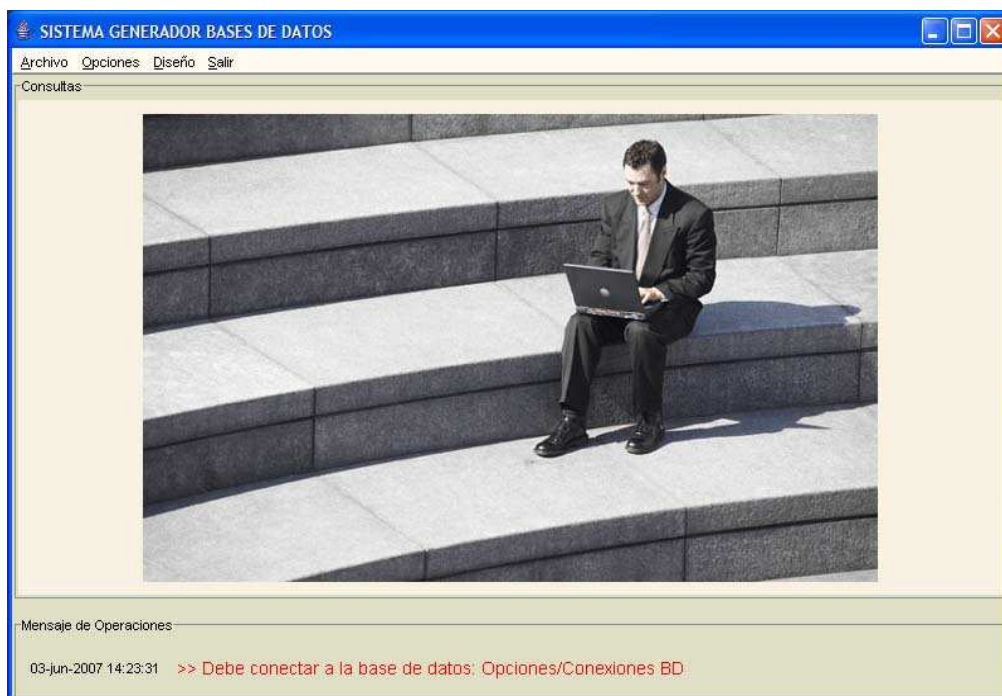 SISTEMA GENERADOR BASES DE DATOS
Archivo Opciones Diseño Salir
Consultas
Mensaje de Operaciones
03-jun-2007 14:23:31 >> Debe conectar a la base de datos: Opciones/Conexiones BD